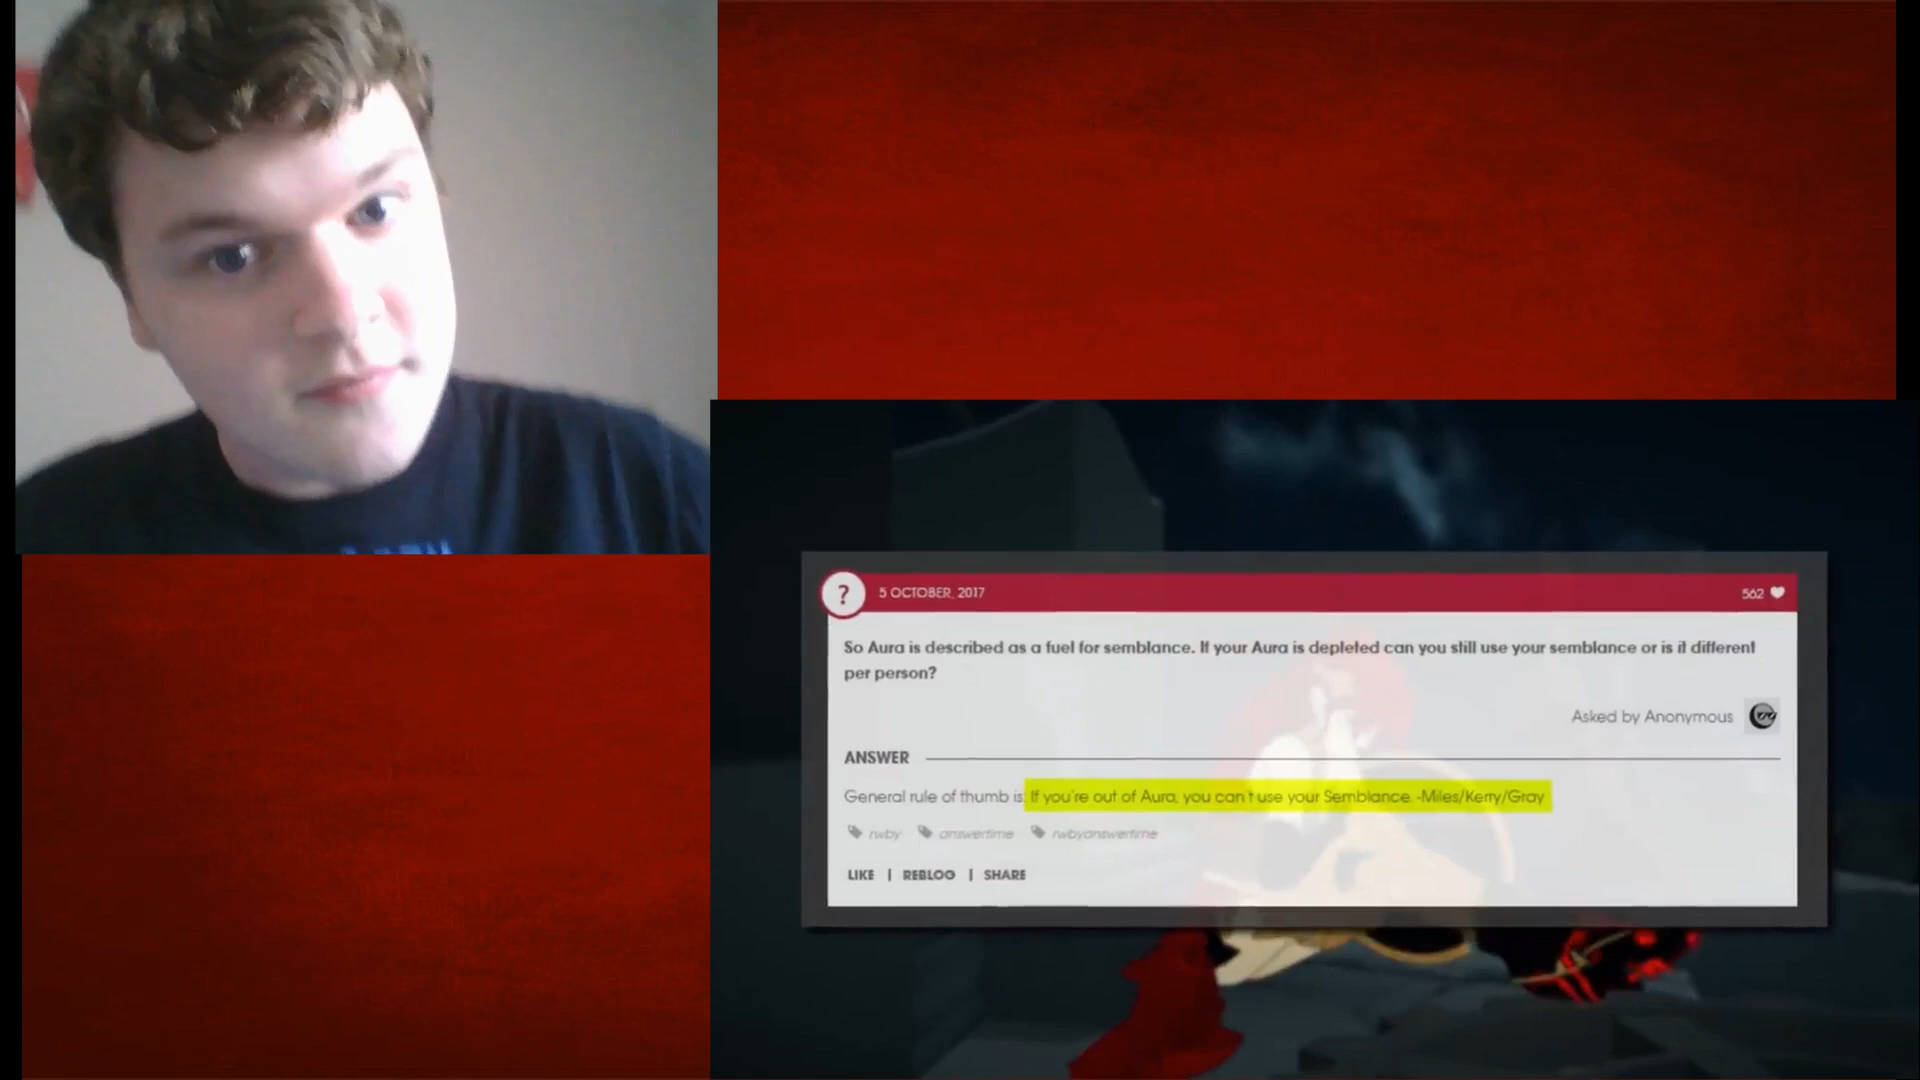 5 OCTOBER, 2017
562
So Aura is described as a fuel for semblance. If your Aura is depleted can you still use your semblance or is it different
per person?
Asked by Anonymous
ANSWER
General rule of thumb is: If you're out of Aura, you can't use your Semblance. -Miles/Kerry/Gray
rwby answertime rwbyanswertime
LIKE | REBLOG | SHARE